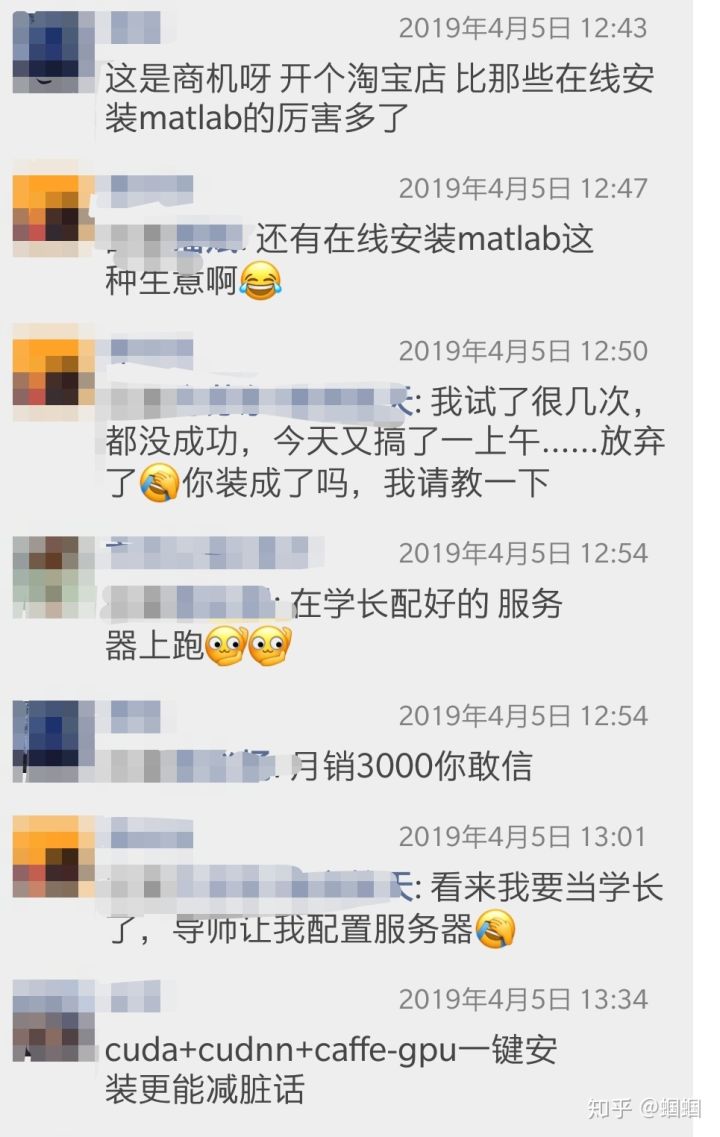 2019年4月5日 12:43
这是商机呀 开个淘宝店 比那些在线安
装matlab的厉害多了
2019年4月5日 12:47
还有在线安装matlab这
种生意啊😂
2019年4月5日 12:50
天: 我试了很几次，
都没成功，今天又搞了一上午......放弃
了🤦你装成了吗，我请教一下
2019年4月5日 12:54
: 在学长配好的 服务
器上跑
2019年4月5日 12:54
: 月销3000你敢信
2019年4月5日 13:01
天: 看来我要当学长
了，导师让我配置服务器🤦
2019年4月5日 13:34
cuda+cudnn+caffe-gpu一键安
装更能减脏话
知乎 @蝈蝈